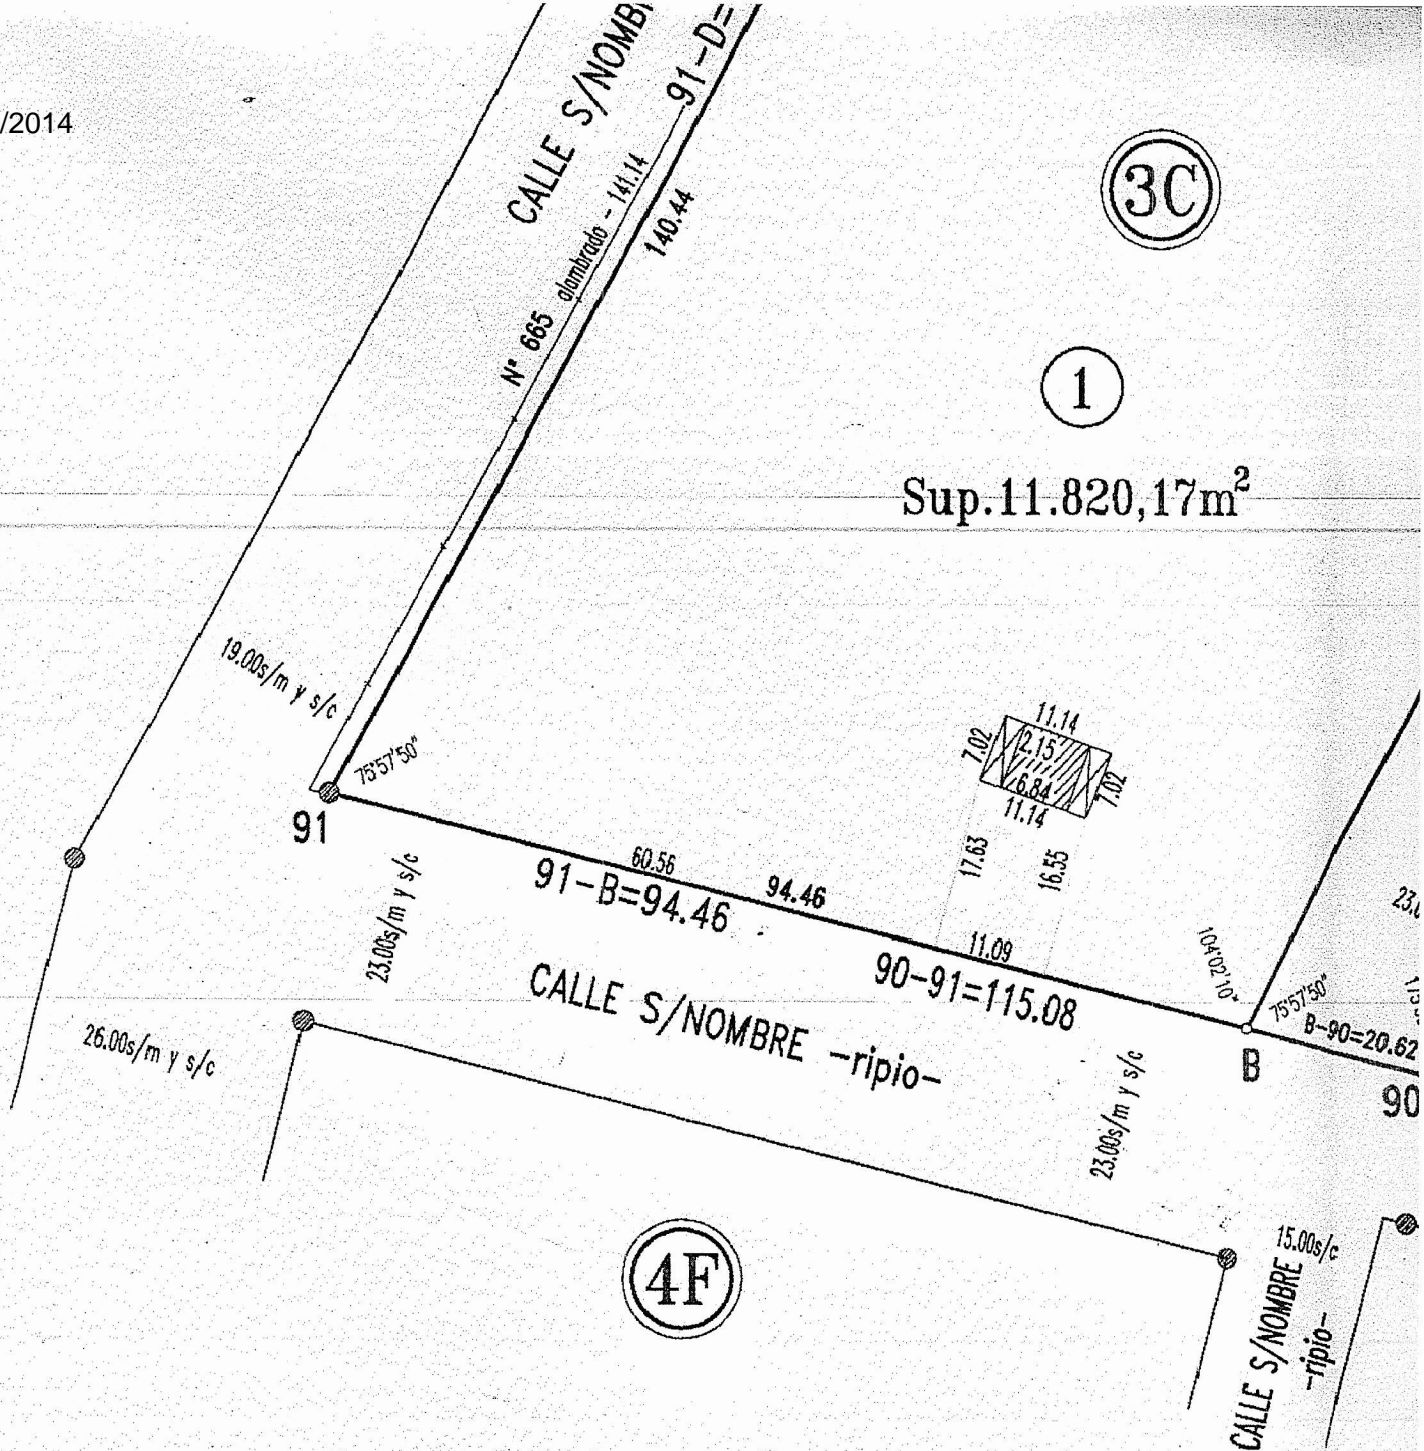 /2014
CALLE S/NOMB
91-D=
Nº 665 alambrado - 141.14
140.44
3C
1
Sup.11.820,17m²
19.00s/m y s/c
75°57'50"
91
11.14
7.02
2.15
6.84
7.02
11.14
17.63
16.55
60.56
91-B=94.46
94.46
11.09
90-91=115.08
23.00s/m y s/c
CALLE S/NOMBRE -ripio-
26.00s/m y s/c
104°02'10"
75°57'50"
B-90=20.62
B
90
23.00s/m y s/c
4F
15.00s/c
CALLE S/NOMBRE
-ripio-